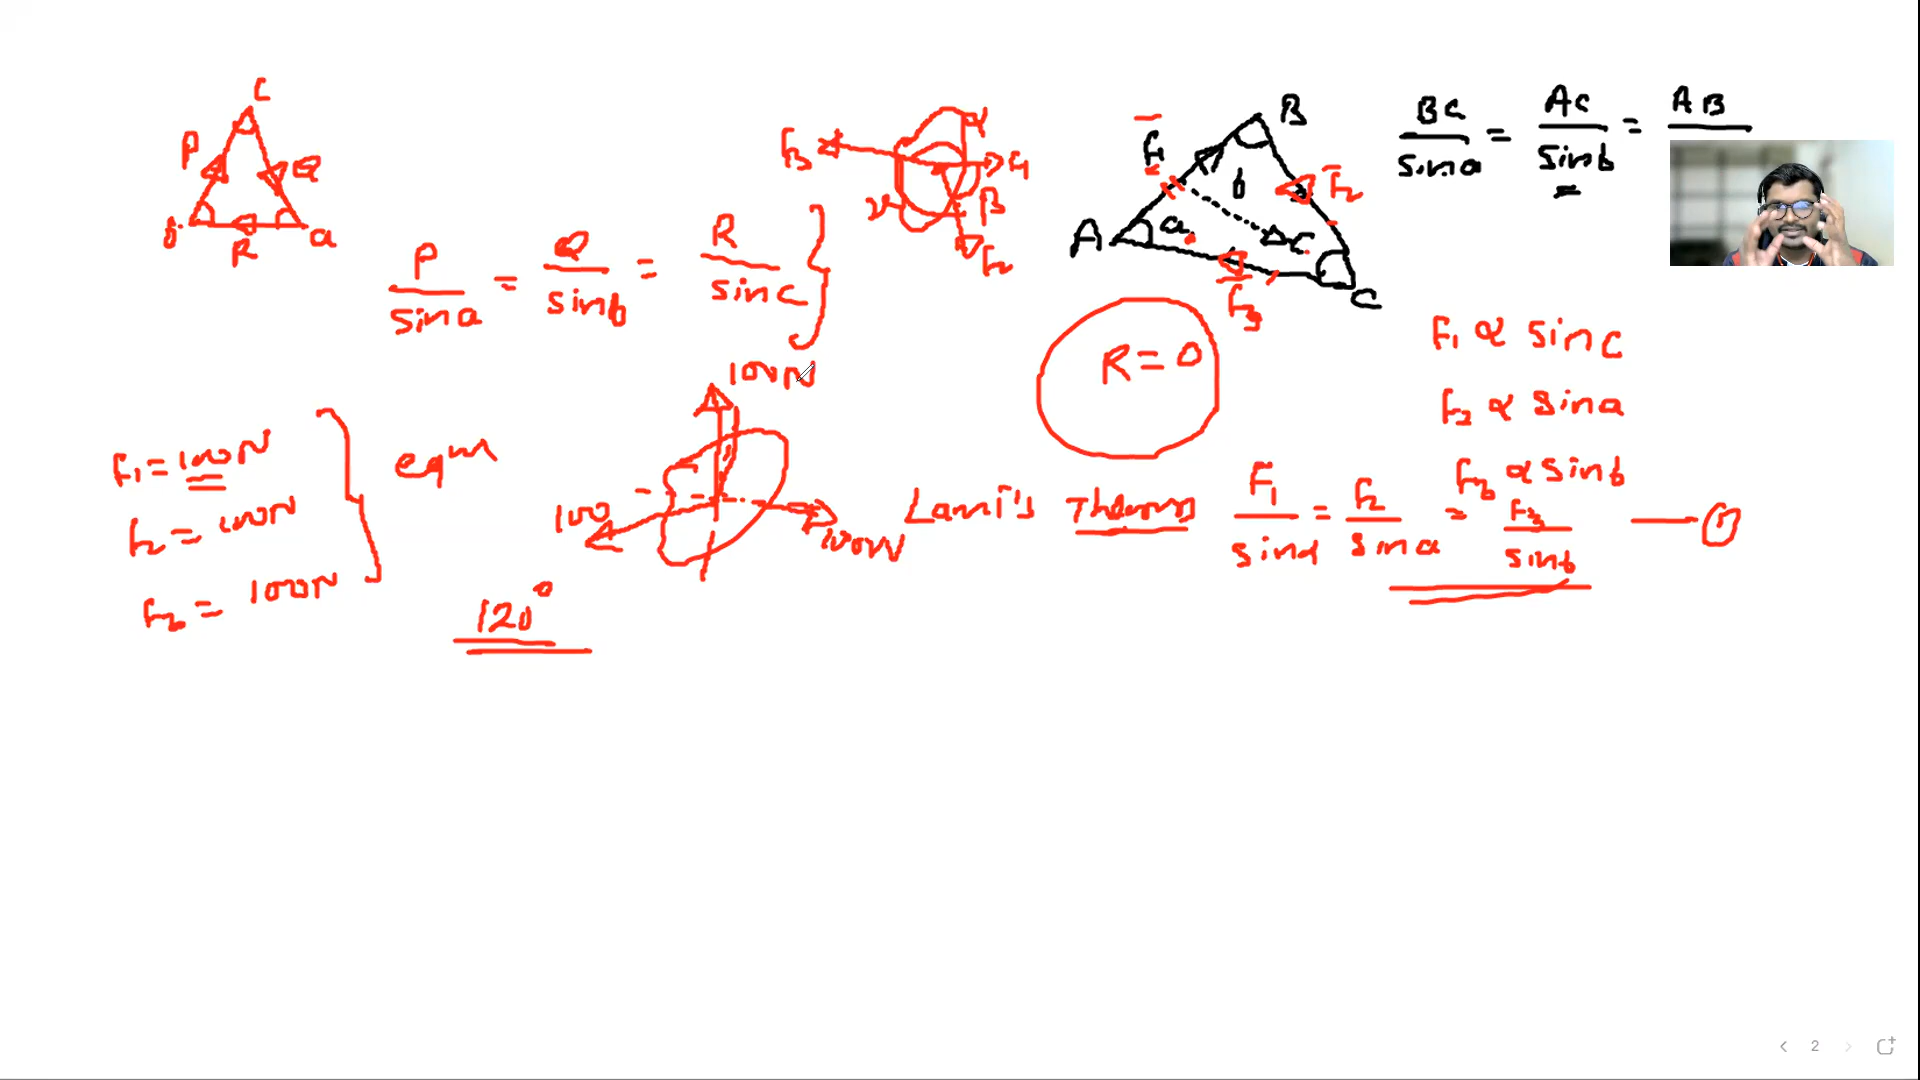 C
P
Q
b
R
a
P/sin a = Q/sin b = R/sin c
F3
α
F1
β
γ
F2
B
F1
b
F2
A
a
C
F3
C
BC/sin a = AC/sin b = AB
R = 0
F1 α sin c
F2 α sin a
F3 α sin b
F1 = 100N
F2 = 100N
F3 = 100N
eqm
120°
100N
100
100N
Lami's Theorem F1/sin α = F2/sin a = F3/sin b — ①
2